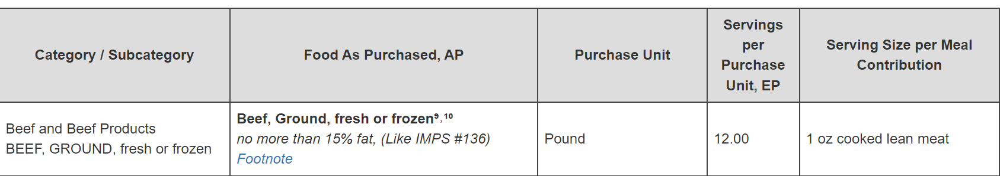 Category / Subcategory
Food As Purchased, AP
Purchase Unit
Servings
per
Purchase
Unit, EP
Serving Size per Meal
Contribution
Beef and Beef Products
BEEF, GROUND, fresh or frozen
Beef, Ground, fresh or frozen⁹˒¹⁰
no more than 15% fat, (Like IMPS #136)
Footnote
Pound
12.00
1 oz cooked lean meat